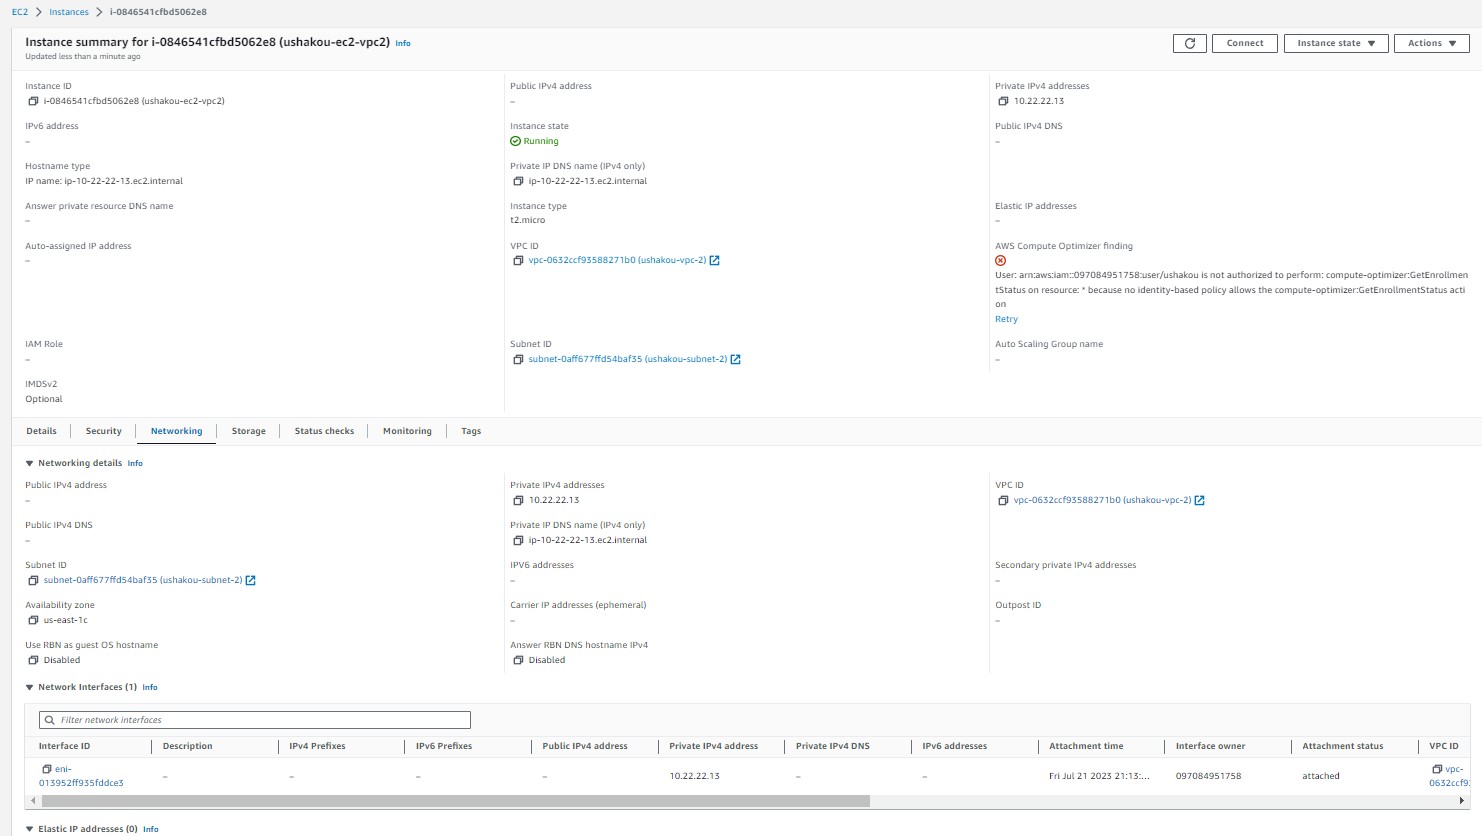 EC2 > Instances > i-0846541cfbd5062e8
Instance summary for i-0846541cfbd5062e8 (ushakou-ec2-vpc2) Info
Updated less than a minute ago
Connect
Instance state
Actions
Instance ID
i-0846541cfbd5062e8 (ushakou-ec2-vpc2)
Public IPv4 address
–
Private IPv4 addresses
10.22.22.13
IPv6 address
–
Instance state
Running
Public IPv4 DNS
–
Hostname type
IP name: ip-10-22-22-13.ec2.internal
Private IP DNS name (IPv4 only)
ip-10-22-22-13.ec2.internal
Answer private resource DNS name
–
Instance type
t2.micro
Elastic IP addresses
–
Auto-assigned IP address
–
VPC ID
vpc-0632ccf93588271b0 (ushakou-vpc-2)
AWS Compute Optimizer finding
User: arn:aws:iam::097084951758:user/ushakou is not authorized to perform: compute-optimizer:GetEnrollmen
tStatus on resource: * because no identity-based policy allows the compute-optimizer:GetEnrollmentStatus acti
on
Retry
IAM Role
–
Subnet ID
subnet-0aff677ffd54baf35 (ushakou-subnet-2)
Auto Scaling Group name
–
IMDSv2
Optional
Details
Security
Networking
Storage
Status checks
Monitoring
Tags
Networking details Info
Public IPv4 address
–
Private IPv4 addresses
10.22.22.13
VPC ID
vpc-0632ccf93588271b0 (ushakou-vpc-2)
Public IPv4 DNS
–
Private IP DNS name (IPv4 only)
ip-10-22-22-13.ec2.internal
Subnet ID
subnet-0aff677ffd54baf35 (ushakou-subnet-2)
IPV6 addresses
–
Secondary private IPv4 addresses
–
Availability zone
us-east-1c
Carrier IP addresses (ephemeral)
–
Outpost ID
–
Use RBN as guest OS hostname
Disabled
Answer RBN DNS hostname IPv4
Disabled
Network Interfaces (1) Info
Filter network interfaces
Interface ID
Description
IPv4 Prefixes
IPv6 Prefixes
Public IPv4 address
Private IPv4 address
Private IPv4 DNS
IPv6 addresses
Attachment time
Interface owner
Attachment status
VPC ID
eni-
013952ff935fddce3
–
–
–
–
10.22.22.13
–
–
Fri Jul 21 2023 21:13:...
097084951758
attached
vpc-
0632ccf93
Elastic IP addresses (0) Info